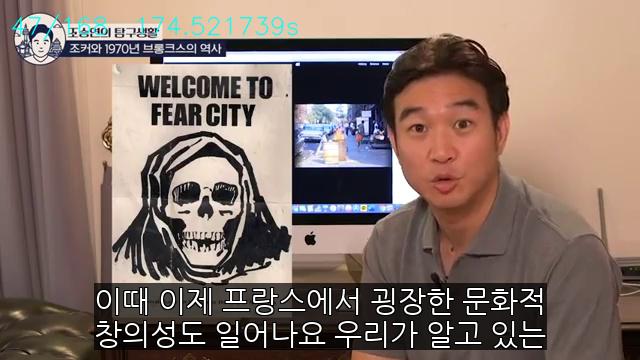 47/168 174.521739s
조승연의 탐구생활
조커와 1970년 브롱크스의 역사
WELCOME TO
FEAR CITY
이때 이제 프랑스에서 굉장한 문화적
창의성도 일어나요 우리가 알고 있는